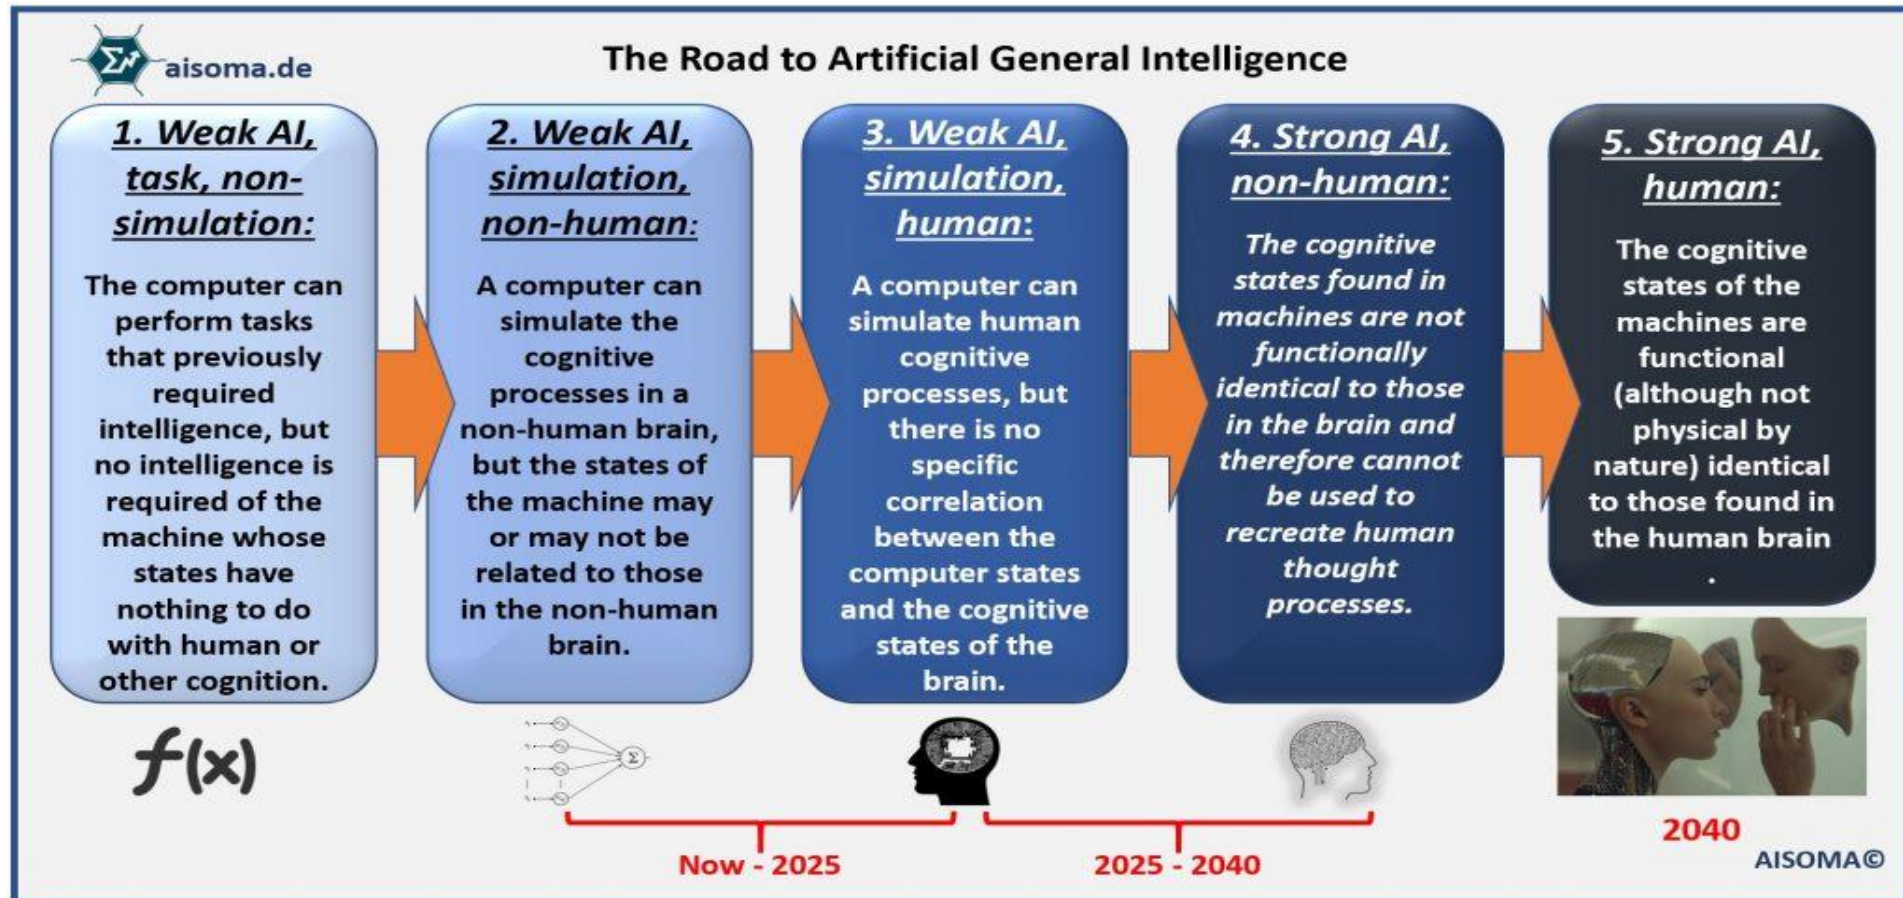 aisoma.de
The Road to Artificial General Intelligence
1. Weak AI,
task, non-
simulation:
The computer can
perform tasks
that previously
required
intelligence, but
no intelligence is
required of the
machine whose
states have
nothing to do
with human or
other cognition.
f(x)
2. Weak AI,
simulation,
non-human:
A computer can
simulate the
cognitive
processes in a
non-human brain,
but the states of
the machine may
or may not be
related to those
in the non-human
brain.
Σ
3. Weak AI,
simulation,
human:
A computer can
simulate human
cognitive
processes, but
there is no
specific
correlation
between the
computer states
and the cognitive
states of the
brain.
4. Strong AI,
non-human:
The cognitive
states found in
machines are not
functionally
identical to those
in the brain and
therefore cannot
be used to
recreate human
thought
processes.
5. Strong AI,
human:
The cognitive
states of the
machines are
functional
(although not
physical by
nature) identical
to those found in
the human brain
.
Now - 2025
2025 - 2040
2040
AISOMA©